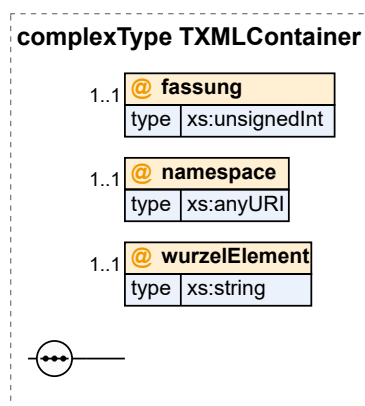 complexType TXMLContainer
1..1 @ fassung
type xs:unsignedInt
1..1 @ namespace
type xs:anyURI
1..1 @ wurzelElement
type xs:string